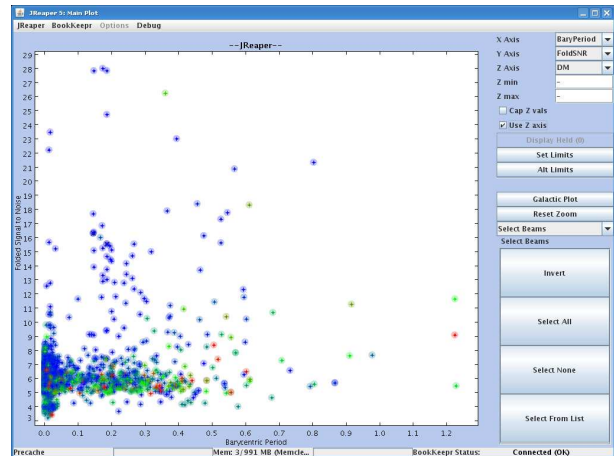 JReaper 5: Main Plot
JReaper BookKeepr Options Debug
--JReaper--
Folded Signal to Noise
29
28
27
26
25
24
23
22
21
20
19
18
17
16
15
14
13
12
11
10
9
8
7
6
5
4
3
0.0 0.1 0.2 0.3 0.4 0.5 0.6 0.7 0.8 0.9 1.0 1.1 1.2
Barycentric Period
X Axis BaryPeriod
Y Axis FoldSNR
Z Axis DM
Z min -
Z max -
Cap Z vals
Use Z axis
Display Held (0)
Set Limits
Alt Limits
Galactic Plot
Reset Zoom
Select Beams
Select Beams
Invert
Select All
Select None
Select From List
Precache Mem: 3/991 MB (Memcle... BookKeepr Status: Connected (OK)